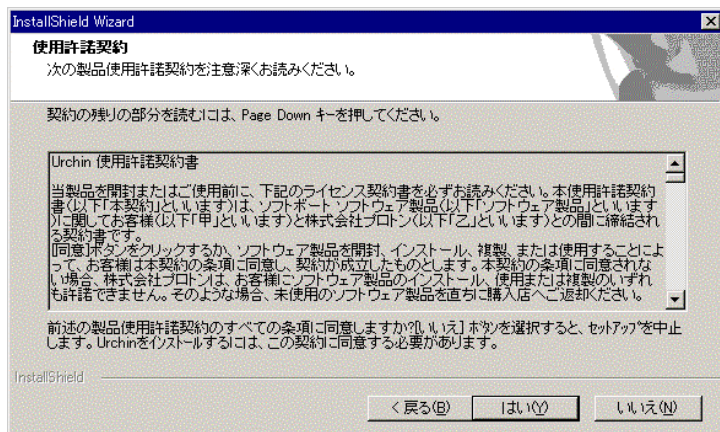 InstallShield Wizard
使用許諾契約
次の製品使用許諾契約を注意深くお読みください。
契約の残りの部分を読むには、Page Down キーを押してください。
Urchin 使用許諾契約書
当製品を開封またはご使用前に、下記のライセンス契約書を必ずお読みください。本使用許諾契約
書(以下「本契約」といいます)は、ソフトボート ソフトウェア製品(以下「ソフトウェア製品」といいます
)に関してお客様(以下「甲」といいます)と株式会社プロトン(以下「乙」といいます)との間に締結され
る契約書です。
[同意]ボタンをクリックするか、ソフトウェア製品を開封、インストール、複製、または使用することによ
って、お客様は本契約の条項に同意し、契約が成立したものとします。本契約の条項に同意されな
い場合、株式会社プロトンは、お客様にソフトウェア製品のインストール、使用または複製のいずれ
も許諾できません。そのような場合、未使用のソフトウェア製品を直ちに購入店へご返却ください。
前述の製品使用許諾契約のすべての条項に同意しますか?[いいえ] ボタンを選択すると、セットアップを中止
します。Urchinをインストールするには、この契約に同意する必要があります。
InstallShield
< 戻る(B)
はい(Y)
いいえ(N)